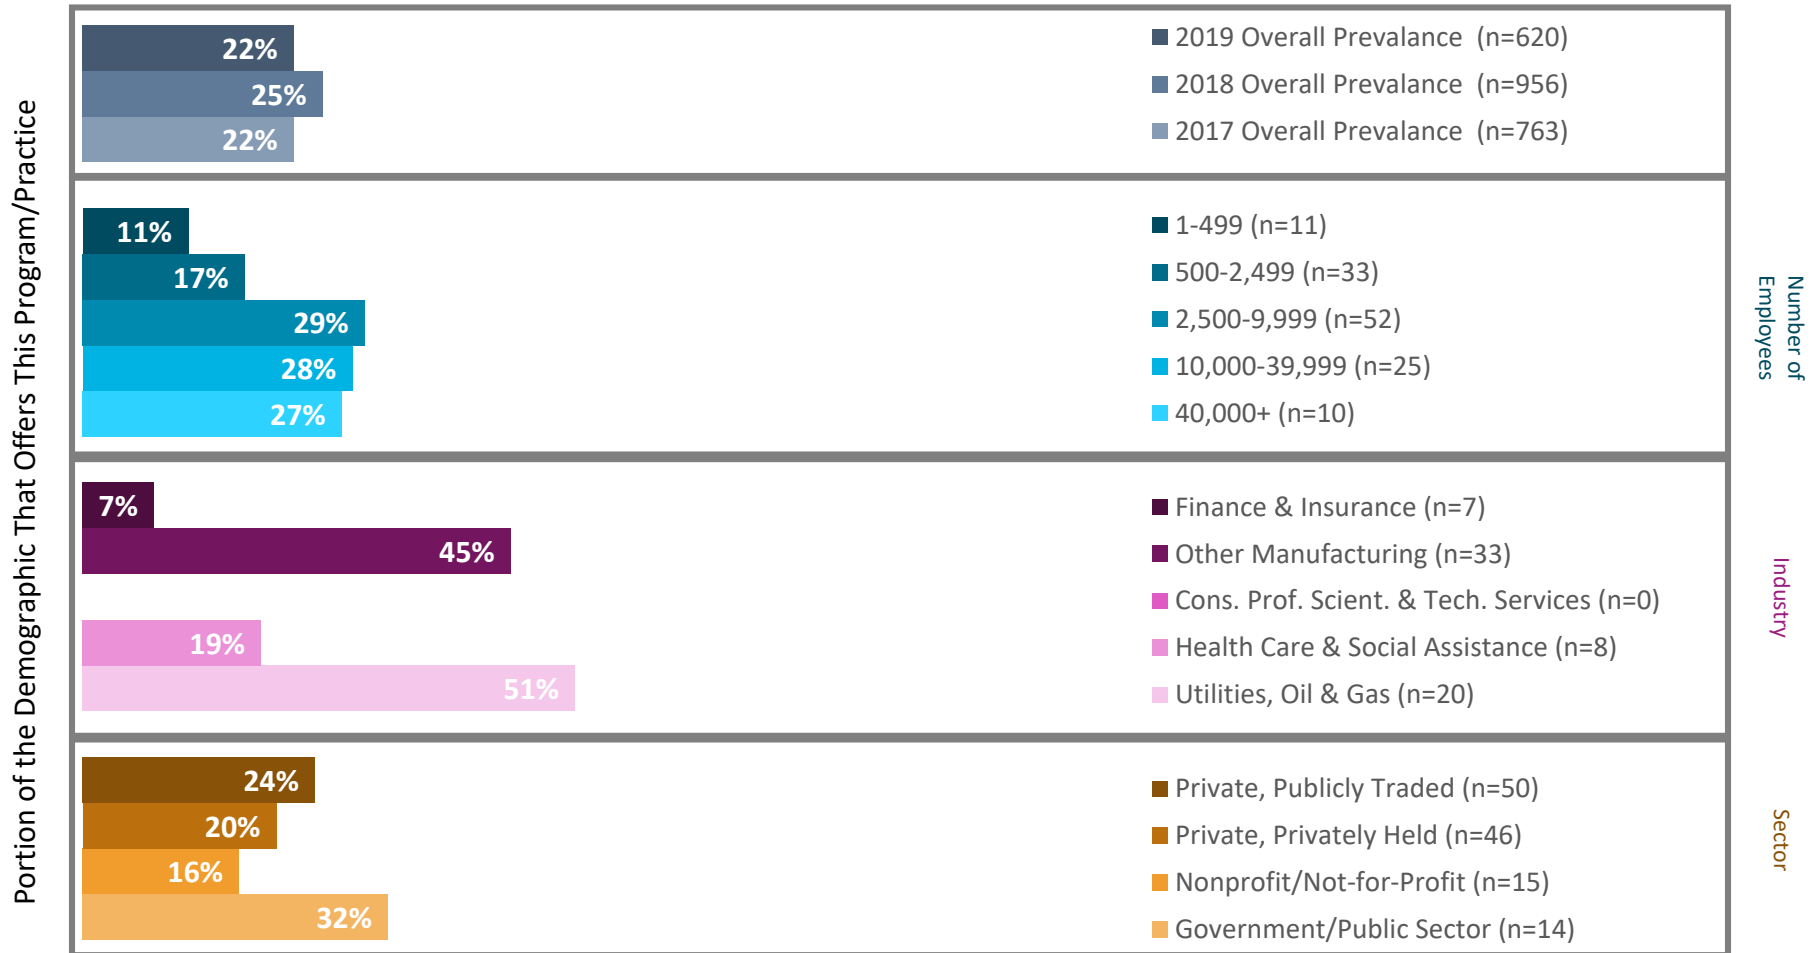 Portion of the Demographic That Offers This Program/Practice
22%
25%
22%
2019 Overall Prevalance (n=620)
2018 Overall Prevalance (n=956)
2017 Overall Prevalance (n=763)
11%
17%
29%
28%
27%
1-499 (n=11)
500-2,499 (n=33)
2,500-9,999 (n=52)
10,000-39,999 (n=25)
40,000+ (n=10)
Number of
Employees
7%
45%
19%
51%
Finance & Insurance (n=7)
Other Manufacturing (n=33)
Cons. Prof. Scient. & Tech. Services (n=0)
Health Care & Social Assistance (n=8)
Utilities, Oil & Gas (n=20)
Industry
24%
20%
16%
32%
Private, Publicly Traded (n=50)
Private, Privately Held (n=46)
Nonprofit/Not-for-Profit (n=15)
Government/Public Sector (n=14)
Sector